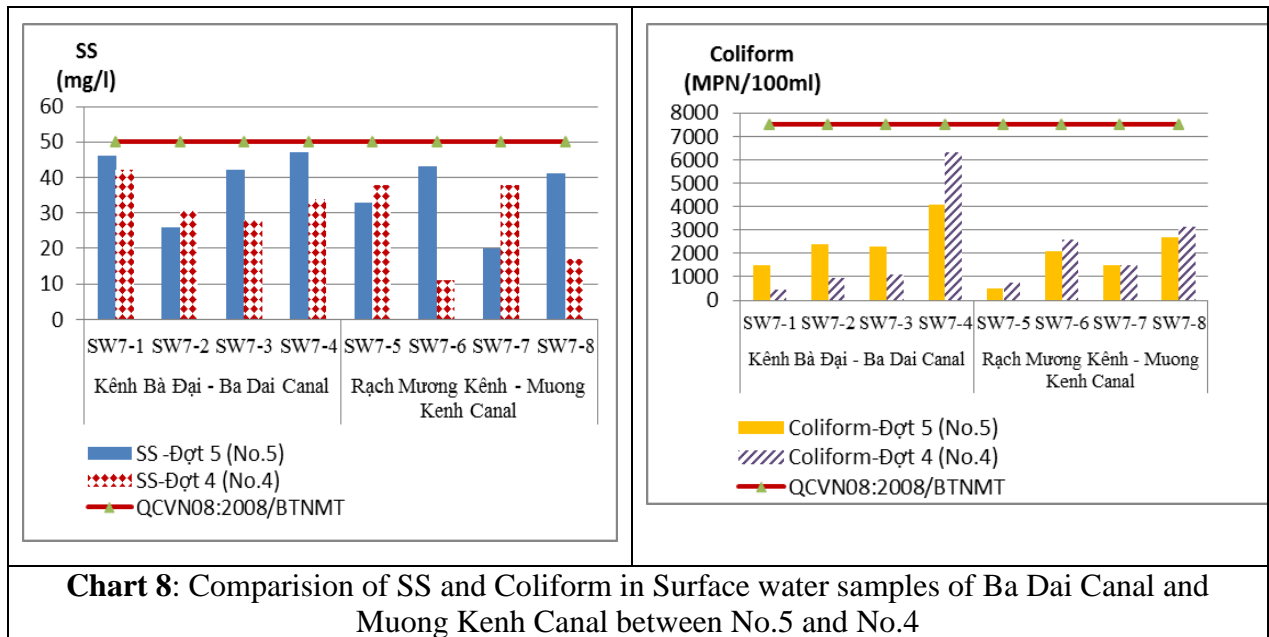 SS
(mg/l)
60
50
40
30
20
10
0
SW7-1 SW7-2 SW7-3 SW7-4 SW7-5 SW7-6 SW7-7 SW7-8
Kênh Bà Đại - Ba Dai Canal
Rạch Mương Kênh - Muong
Kenh Canal
SS -Đợt 5 (No.5)
SS-Đợt 4 (No.4)
QCVN08:2008/BTNMT
Coliform
(MPN/100ml)
8000
7000
6000
5000
4000
3000
2000
1000
0
SW7-1 SW7-2 SW7-3 SW7-4 SW7-5 SW7-6 SW7-7 SW7-8
Kênh Bà Đại - Ba Dai Canal
Rạch Mương Kênh - Muong
Kenh Canal
Coliform-Đợt 5 (No.5)
Coliform-Đợt 4 (No.4)
QCVN08:2008/BTNMT
Chart 8: Comparision of SS and Coliform in Surface water samples of Ba Dai Canal and
Muong Kenh Canal between No.5 and No.4